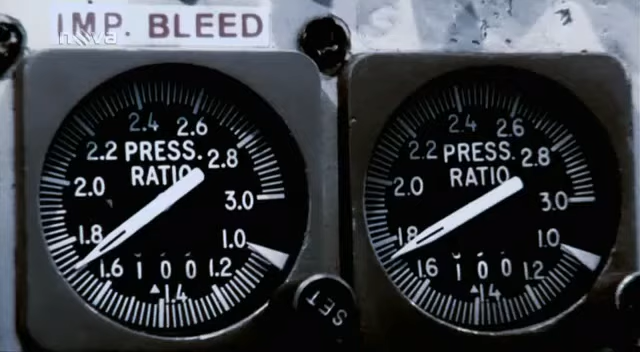 IMP. BLEED
nova
2.4 2.6
2.2 PRESS. 2.8
RATIO
2.0 3.0
1.8 1.0
1.6 1 0 0 1.2
1.4
SET
2.4 2.6
2.2 PRESS. 2.8
RATIO
2.0 3.0
1.8 1.0
1.6 1 0 0 1.2
1.4